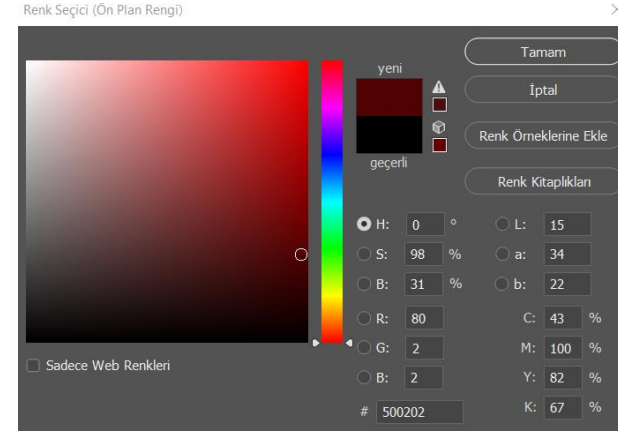 Renk Seçici (Ön Plan Rengi)
yeni
geçerli
Tamam
İptal
Renk Örneklerine Ekle
Renk Kitaplıkları
H: 0 °
S: 98 %
B: 31 %
R: 80
G: 2
B: 2
# 500202
L: 15
a: 34
b: 22
C: 43 %
M: 100 %
Y: 82 %
K: 67 %
Sadece Web Renkleri